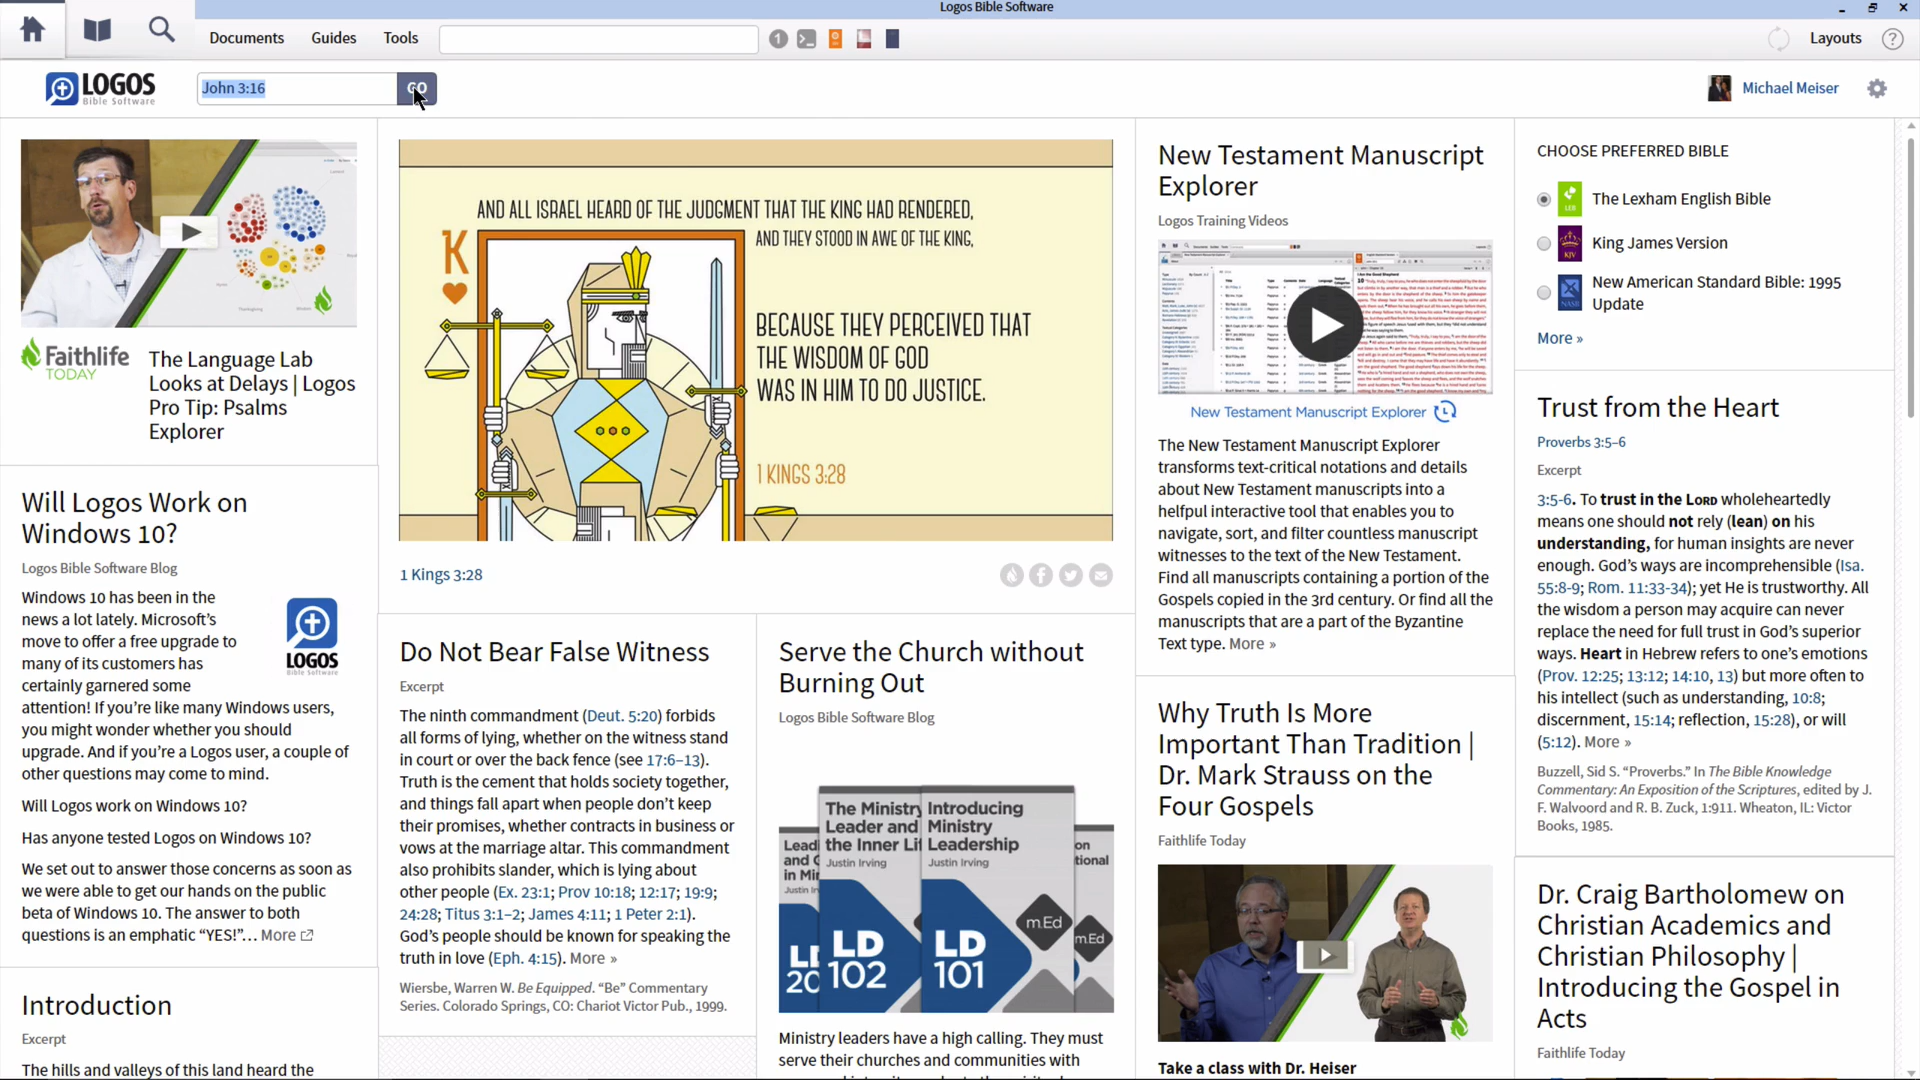 Logos Bible Software
Documents
Guides
Tools
1
Layouts
?
LOGOS
Bible Software
John 3:16
GO
Michael Meiser
Faithlife
TODAY
The Language Lab
Looks at Delays | Logos
Pro Tip: Psalms
Explorer
Will Logos Work on
Windows 10?
Logos Bible Software Blog
Windows 10 has been in the
news a lot lately. Microsoft’s
move to offer a free upgrade to
many of its customers has
certainly garnered some
attention! If you’re like many Windows users,
you might wonder whether you should
upgrade. And if you’re a Logos user, a couple of
other questions may come to mind.
LOGOS
Bible Software
Will Logos work on Windows 10?
Has anyone tested Logos on Windows 10?
We set out to answer those concerns as soon as
we were able to get our hands on the public
beta of Windows 10. The answer to both
questions is an emphatic “YES!”… More
Introduction
Excerpt
The hills and valleys of this land heard the
AND ALL ISRAEL HEARD OF THE JUDGMENT THAT THE KING HAD RENDERED,
AND THEY STOOD IN AWE OF THE KING,
K
BECAUSE THEY PERCEIVED THAT
THE WISDOM OF GOD
WAS IN HIM TO DO JUSTICE.
1 KINGS 3:28
1 Kings 3:28
Do Not Bear False Witness
Excerpt
The ninth commandment (Deut. 5:20) forbids
all forms of lying, whether on the witness stand
in court or over the back fence (see 17:6–13).
Truth is the cement that holds society together,
and things fall apart when people don’t keep
their promises, whether contracts in business or
vows at the marriage altar. This commandment
also prohibits slander, which is lying about
other people (Ex. 23:1; Prov 10:18; 12:17; 19:9;
24:28; Titus 3:1–2; James 4:11; 1 Peter 2:1).
God’s people should be known for speaking the
truth in love (Eph. 4:15). More »
Wiersbe, Warren W. Be Equipped. “Be” Commentary
Series. Colorado Springs, CO: Chariot Victor Pub., 1999.
Serve the Church without
Burning Out
Logos Bible Software Blog
The Ministry
Leader and
the Inner Li
Justin Irving
LD
102
Introducing
Ministry
Leadership
Justin Irving
m.Ed
LD
101
m.Ed
Ministry leaders have a high calling. They must
serve their churches and communities with
New Testament Manuscript
Explorer
Logos Training Videos
New Testament Manuscript Explorer
The New Testament Manuscript Explorer
transforms text-critical notations and details
about New Testament manuscripts into a
helpful interactive tool that enables you to
navigate, sort, and filter countless manuscript
witnesses to the text of the New Testament.
Find all manuscripts containing a portion of the
Gospels copied in the 3rd century. Or find all the
manuscripts that are a part of the Byzantine
Text type. More »
Why Truth Is More
Important Than Tradition |
Dr. Mark Strauss on the
Four Gospels
Faithlife Today
Take a class with Dr. Heiser
CHOOSE PREFERRED BIBLE
LEB
The Lexham English Bible
KJV
King James Version
NASB
New American Standard Bible: 1995
Update
More »
Trust from the Heart
Proverbs 3:5–6
Excerpt
3:5-6. To trust in the LORD wholeheartedly
means one should not rely (lean) on his
understanding, for human insights are never
enough. God’s ways are incomprehensible (Isa.
55:8-9; Rom. 11:33-34); yet He is trustworthy. All
the wisdom a person may acquire can never
replace the need for full trust in God’s superior
ways. Heart in Hebrew refers to one’s emotions
(Prov. 12:25; 13:12; 14:10, 13) but more often to
his intellect (such as understanding, 10:8;
discernment, 15:14; reflection, 15:28), or will
(5:12). More »
Buzzell, Sid S. “Proverbs.” In The Bible Knowledge
Commentary: An Exposition of the Scriptures, edited by J.
F. Walvoord and R. B. Zuck, 1:911. Wheaton, IL: Victor
Books, 1985.
Dr. Craig Bartholomew on
Christian Academics and
Christian Philosophy |
Introducing the Gospel in
Acts
Faithlife Today